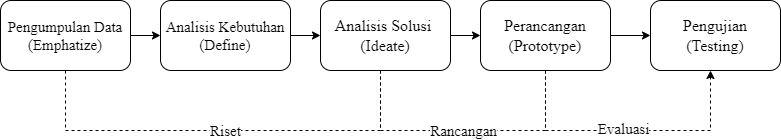 Pengumpulan Data
(Emphatize)
Analisis Kebutuhan
(Define)
Analisis Solusi
(Ideate)
Perancangan
(Prototype)
Pengujian
(Testing)
Riset
Rancangan
Evaluasi